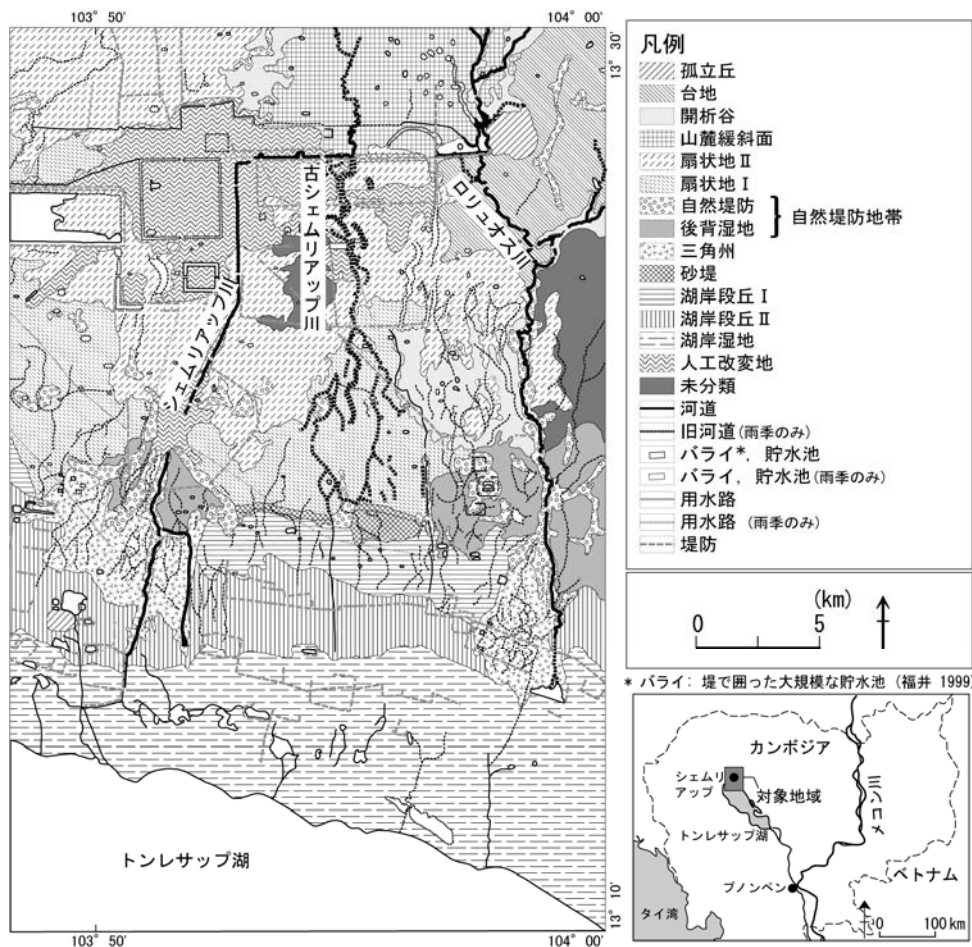 103° 50′
104° 00′
13° 30′
古シェムリアップ川
ロリュオス川
シェムリアップ川
トンレサップ湖
13° 10′
103° 50′
104° 00′
凡例
孤立丘
台地
開析谷
山麓緩斜面
扇状地Ⅱ
扇状地Ⅰ
自然堤防
後背湿地
自然堤防地帯
三角州
砂堤
湖岸段丘Ⅰ
湖岸段丘Ⅱ
湖岸湿地
人工改変地
未分類
河道
旧河道(雨季のみ)
バライ*, 貯水池
バライ, 貯水池(雨季のみ)
用水路
用水路 (雨季のみ)
堤防
(km)
0 5
* バライ: 堤で囲った大規模な貯水池 (福井 1999)
カンボジア
シェムリ
アップ
対象地域
メコン川
トンレサップ湖
プノンペン
ベトナム
タイ湾
0 100km